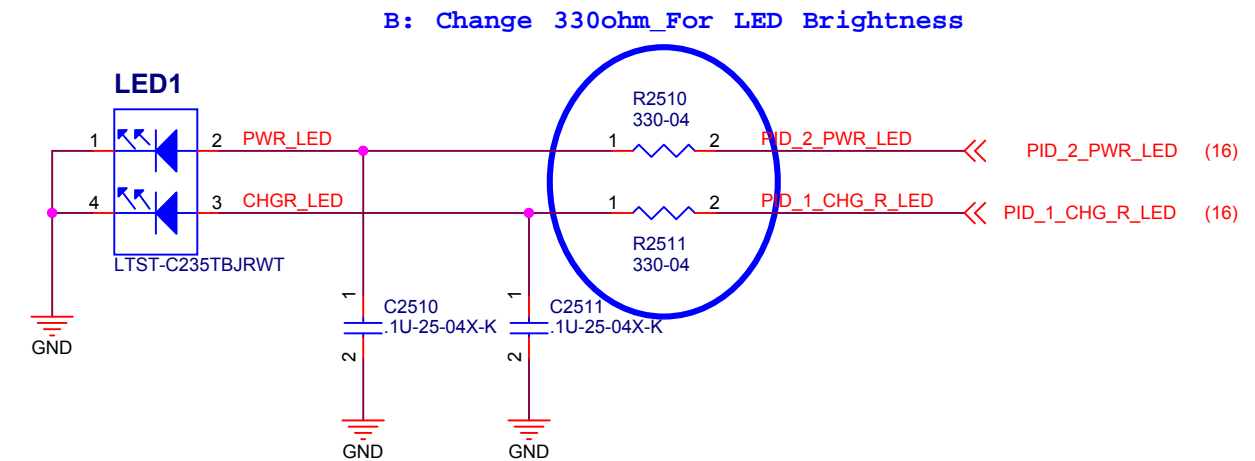 B: Change 330ohm_For LED Brightness
LED1
R2510
330-04
1 2 PWR_LED 1 2 PID_2_PWR_LED PID_2_PWR_LED (16)
4 3 CHGR_LED 1 2 PID_1_CHG_R_LED PID_1_CHG_R_LED (16)
R2511
330-04
LTST-C235TBJRWT
1 1
C2510 C2511
.1U-25-04X-K .1U-25-04X-K
2 2
GND
GND GND